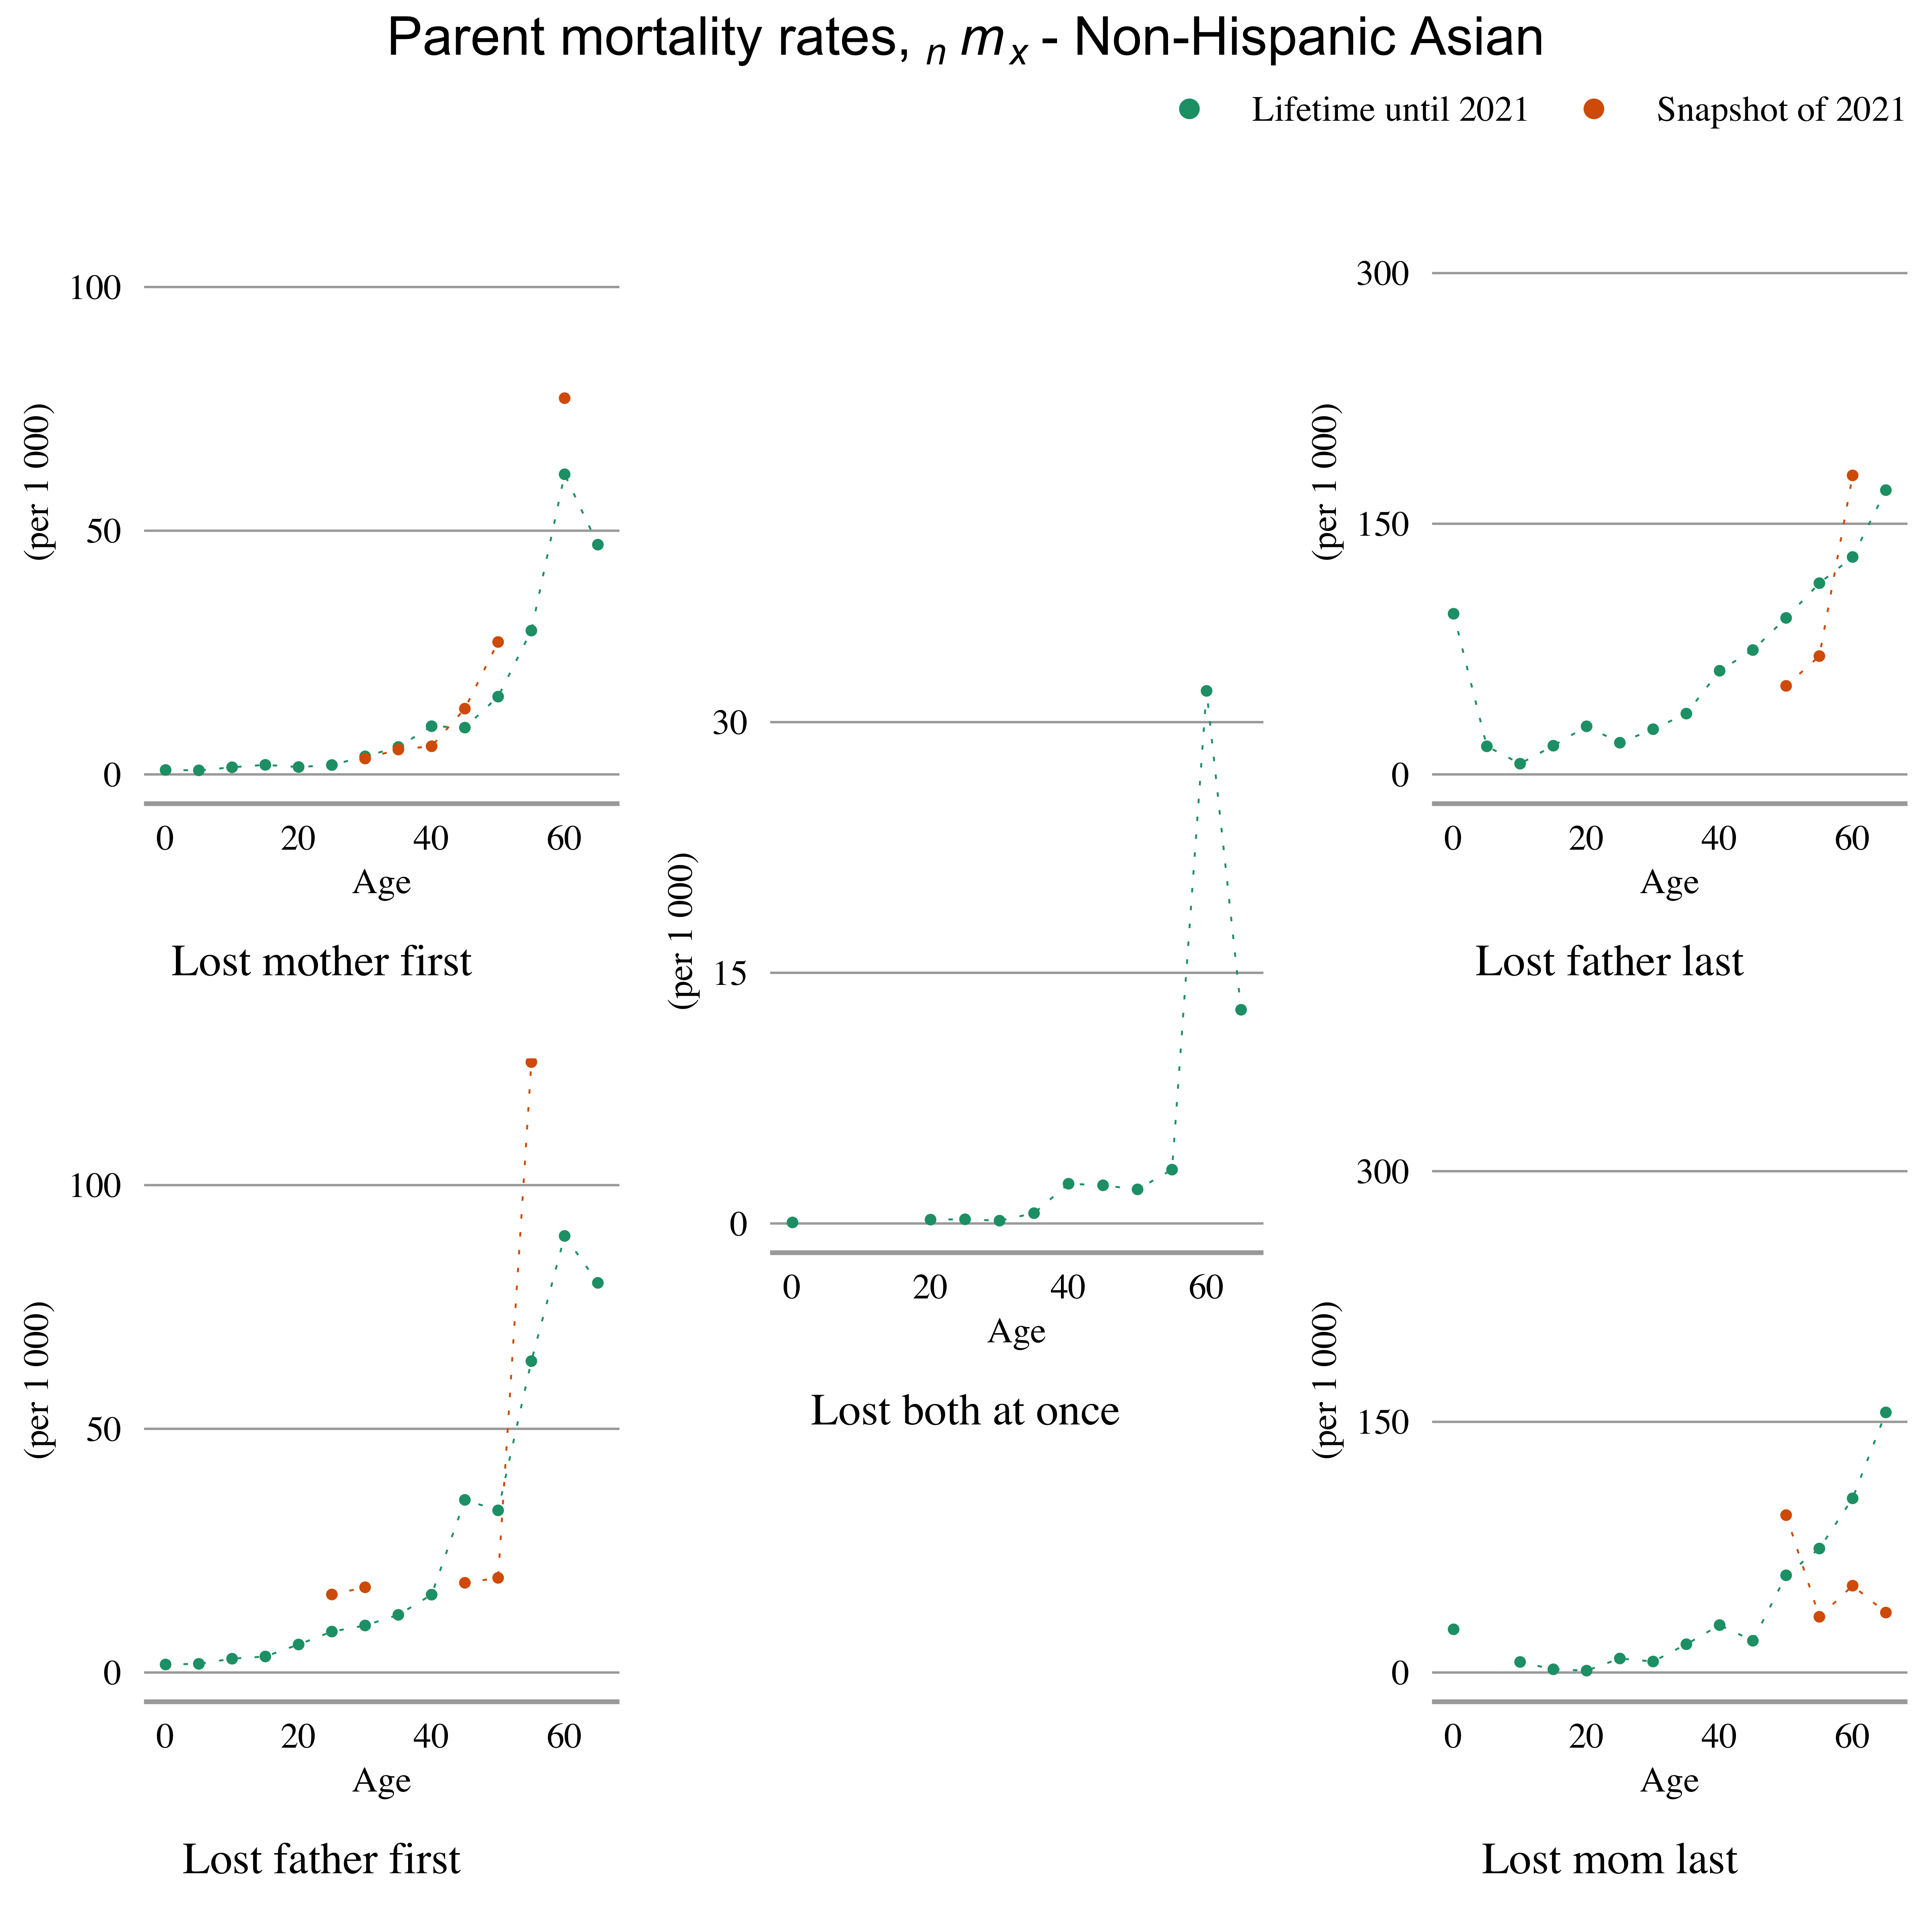 Parent mortality rates, n m x - Non-Hispanic Asian
Lifetime until 2021 Snapshot of 2021
100
50
0
(per 1 000)
0 20 40 60
Age
Lost mother first
300
150
0
(per 1 000)
0 20 40 60
Age
Lost father last
30
15
0
(per 1 000)
0 20 40 60
Age
Lost both at once
100
50
0
(per 1 000)
0 20 40 60
Age
Lost father first
300
150
0
(per 1 000)
0 20 40 60
Age
Lost mom last